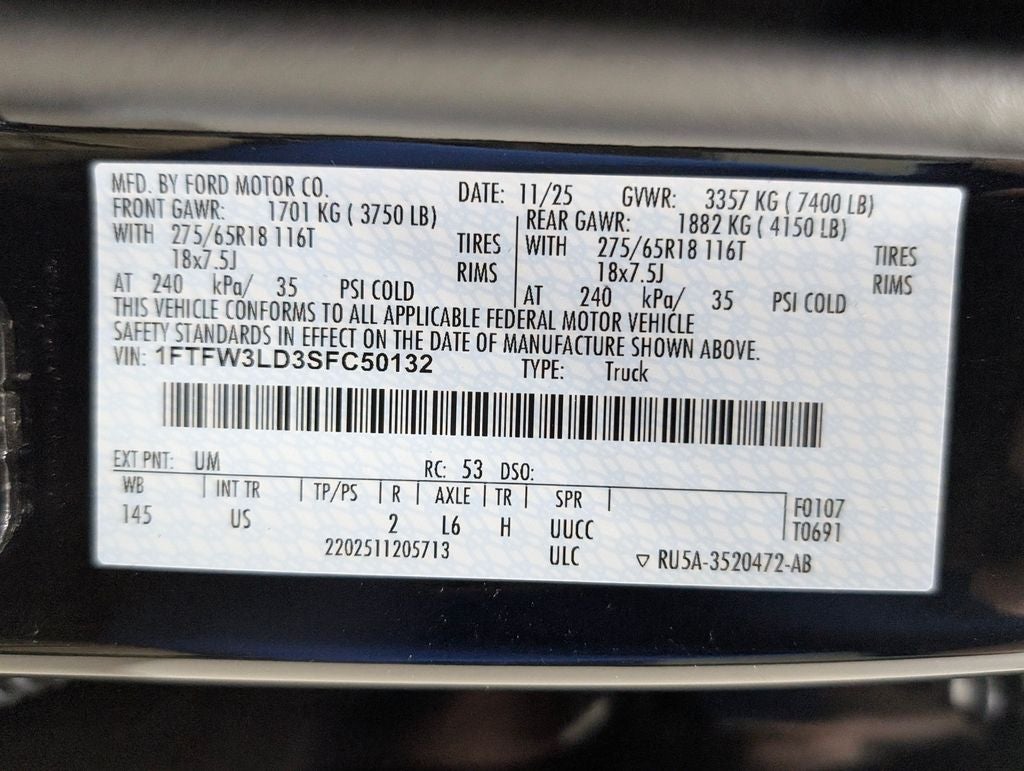 MFD. BY FORD MOTOR CO. DATE: 11/25 GVWR: 3357 KG ( 7400 LB)
FRONT GAWR: 1701 KG ( 3750 LB) REAR GAWR: 1882 KG ( 4150 LB)
WITH 275/65R18 116T TIRES WITH 275/65R18 116T TIRES
18x7.5J RIMS 18x7.5J RIMS
AT 240 kPa/ 35 PSI COLD AT 240 kPa/ 35 PSI COLD
THIS VEHICLE CONFORMS TO ALL APPLICABLE FEDERAL MOTOR VEHICLE
SAFETY STANDARDS IN EFFECT ON THE DATE OF MANUFACTURE SHOWN ABOVE.
VIN: 1FTFW3LD3SFC50132 TYPE: Truck
EXT PNT: UM RC: 53 DSO:
WB INT TR TP/PS R AXLE TR SPR F0107
145 US 2 L6 H UUCC T0691
2202511205713 ULC ▽ RU5A-3520472-AB